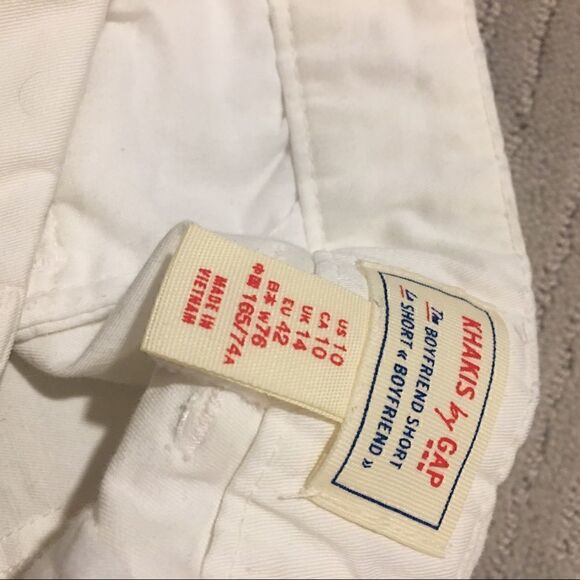 KHAKIS by GAP
The BOYFRIEND SHORT
Le SHORT « BOYFRIEND »
US 10
CA 10
UK 14
EU 42
日本 W76
中国 165/74A
MADE IN
VIETNAM